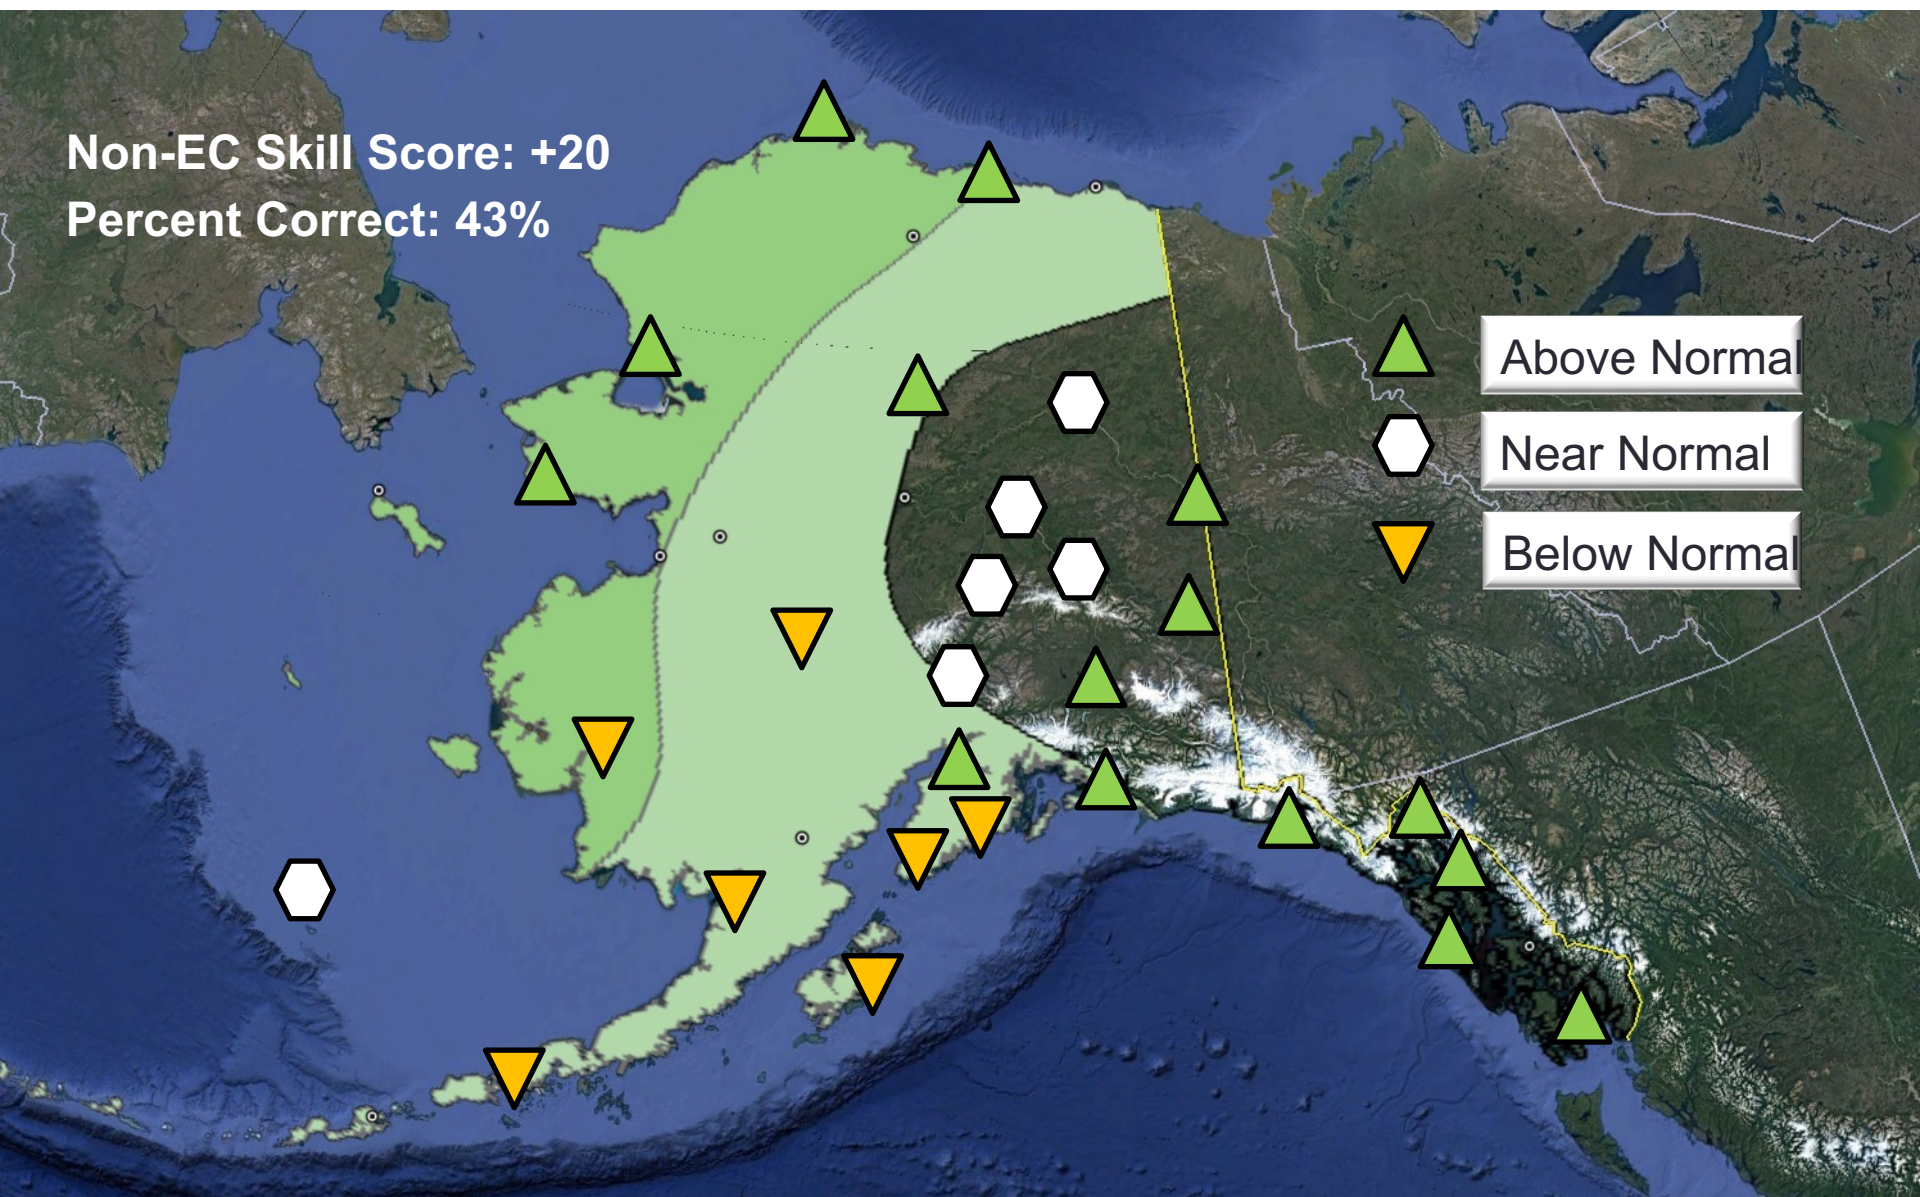 Non-EC Skill Score: +20
Percent Correct: 43%
Above Normal
Near Normal
Below Normal